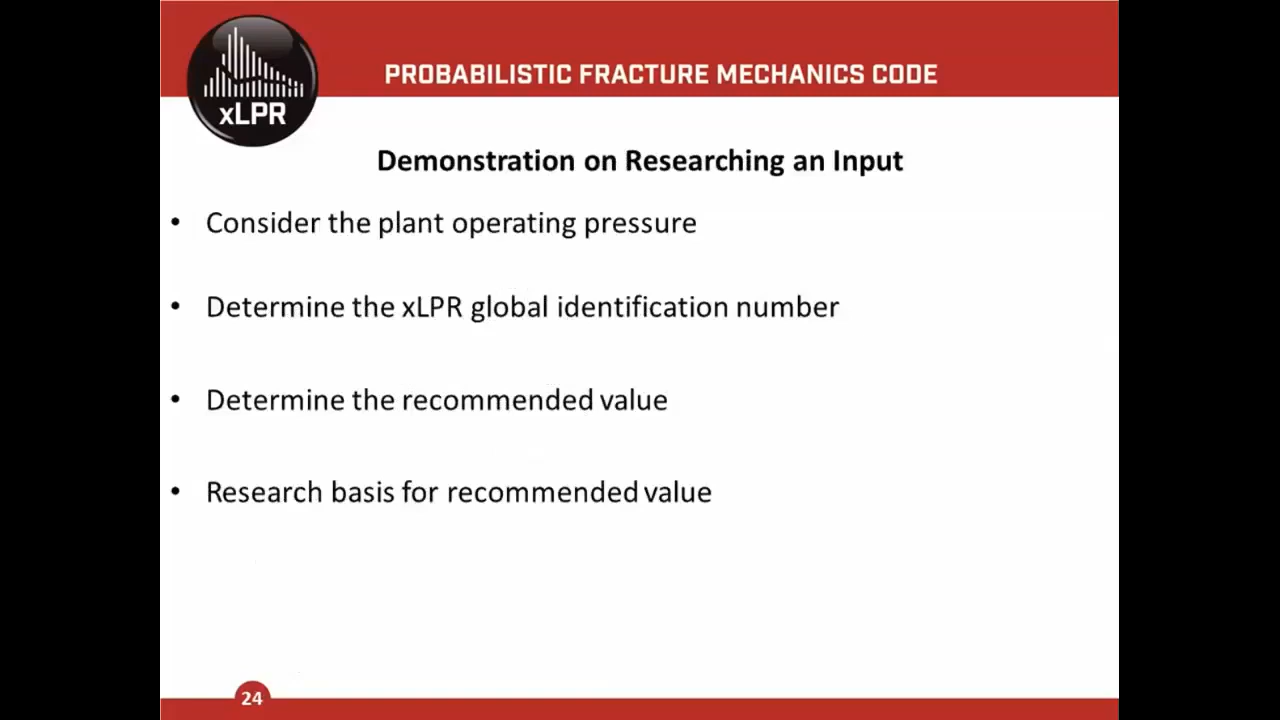 xLPR
PROBABILISTIC FRACTURE MECHANICS CODE
Demonstration on Researching an Input
• Consider the plant operating pressure
• Determine the xLPR global identification number
• Determine the recommended value
• Research basis for recommended value
24